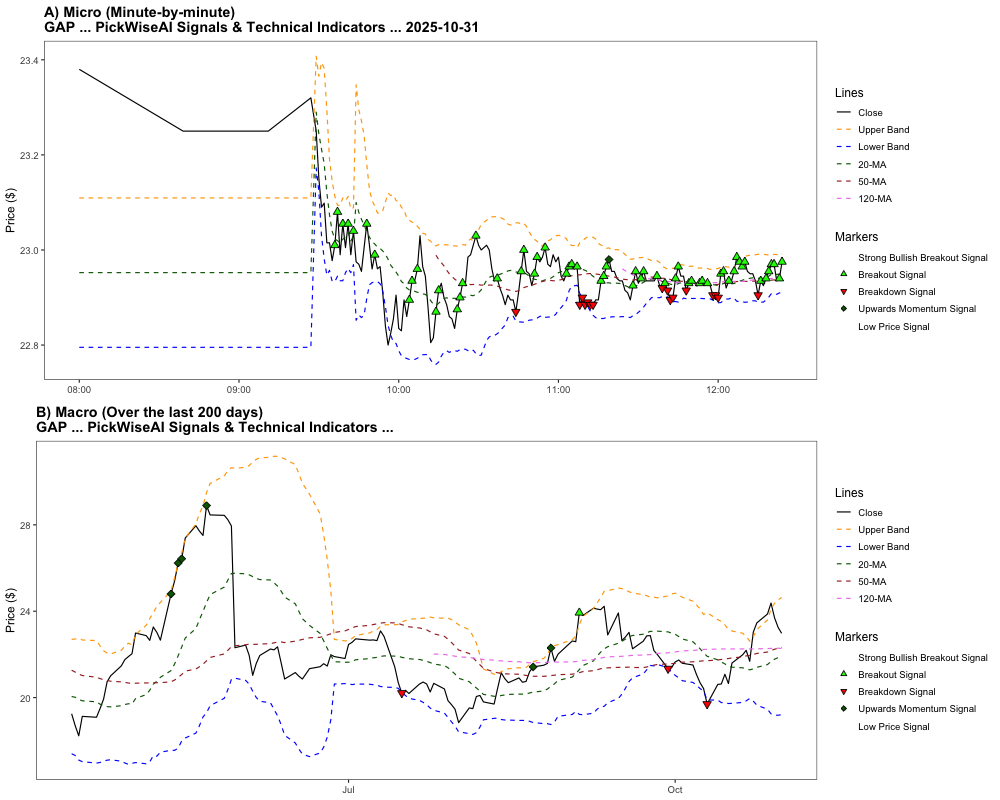 A) Micro (Minute-by-minute)
GAP ... PickWiseAI Signals & Technical Indicators ... 2025-10-31
Price ($)
23.4
23.2
23.0
22.8
08:00
09:00
10:00
11:00
12:00
Lines
Close
Upper Band
Lower Band
20-MA
50-MA
120-MA
Markers
Strong Bullish Breakout Signal
Breakout Signal
Breakdown Signal
Upwards Momentum Signal
Low Price Signal
B) Macro (Over the last 200 days)
GAP ... PickWiseAI Signals & Technical Indicators ...
Price ($)
28
24
20
Jul
Oct
Lines
Close
Upper Band
Lower Band
20-MA
50-MA
120-MA
Markers
Strong Bullish Breakout Signal
Breakout Signal
Breakdown Signal
Upwards Momentum Signal
Low Price Signal